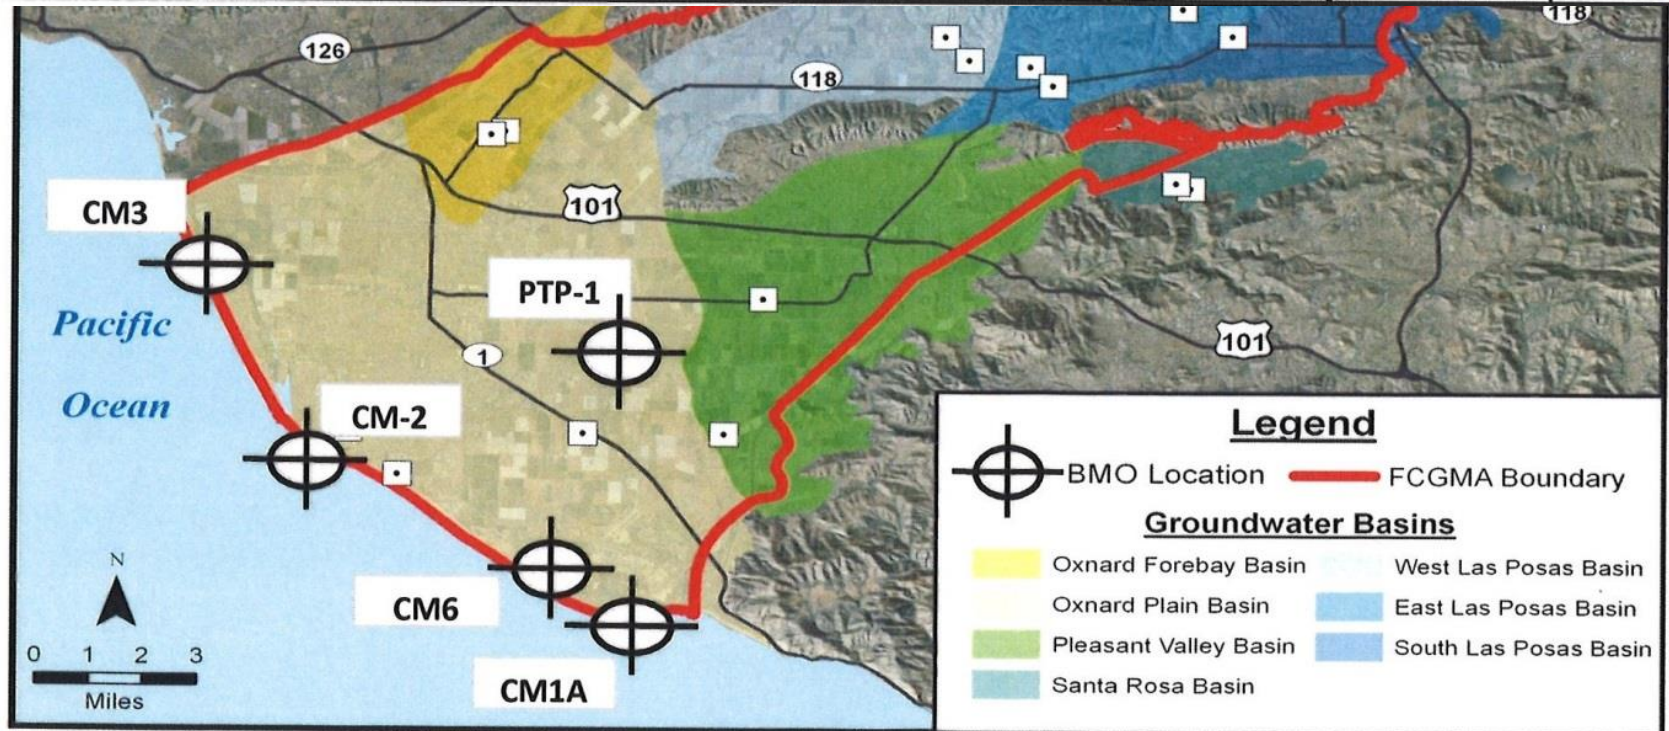 118
126
118
CM3
101
PTP-1
Pacific
Ocean
1
101
CM-2
Legend
BMO Location
FCGMA Boundary
Groundwater Basins
Oxnard Forebay Basin
West Las Posas Basin
Oxnard Plain Basin
East Las Posas Basin
Pleasant Valley Basin
South Las Posas Basin
Santa Rosa Basin
N
CM6
0 1 2 3
Miles
CM1A